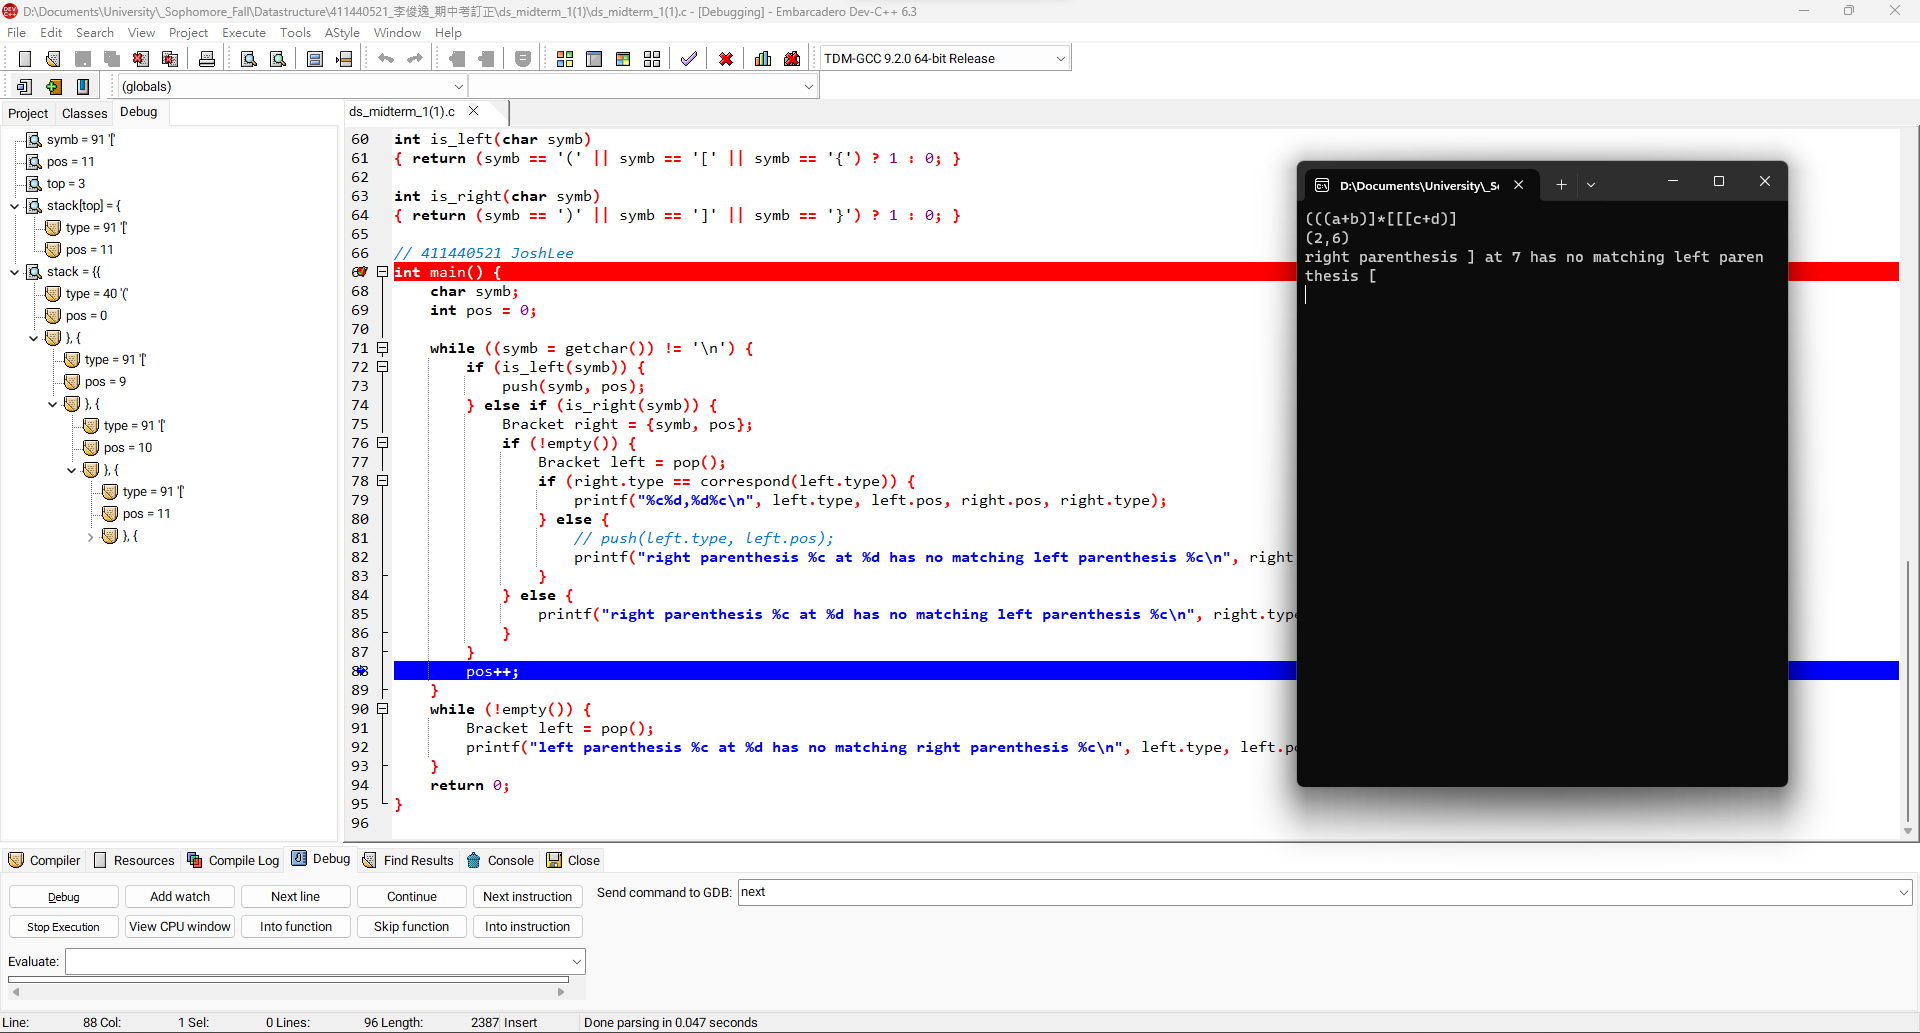 D:\Documents\University\_Sophomore_Fall\Datastructure\411440521_李俊逸_期中考訂正\ds_midterm_1(1)\ds_midterm_1(1).c - [Debugging] - Embarcadero Dev-C++ 6.3
File Edit Search View Project Execute Tools AStyle Window Help
TDM-GCC 9.2.0 64-bit Release
(globals)
Project Classes Debug
ds_midterm_1(1).c
symb = 91 '['
pos = 11
top = 3
stack[top] = {
type = 91 '['
pos = 11
stack = {{
type = 40 '('
pos = 0
}, {
type = 91 '['
pos = 9
}, {
type = 91 '['
pos = 10
}, {
type = 91 '['
pos = 11
}, {
60 int is_left(char symb)
61 { return (symb == '(' || symb == '[' || symb == '{') ? 1 : 0; }
62
63 int is_right(char symb)
64 { return (symb == ')' || symb == ']' || symb == '}') ? 1 : 0; }
65
66 // 411440521 JoshLee
int main() {
68 char symb;
69 int pos = 0;
70
71 while ((symb = getchar()) != '\n') {
72 if (is_left(symb)) {
73 push(symb, pos);
74 } else if (is_right(symb)) {
75 Bracket right = {symb, pos};
76 if (!empty()) {
77 Bracket left = pop();
78 if (right.type == correspond(left.type)) {
79 printf("%c%d,%d%c\n", left.type, left.pos, right.pos, right.type);
80 } else {
81 // push(left.type, left.pos);
82 printf("right parenthesis %c at %d has no matching left parenthesis %c\n", right
83 }
84 } else {
85 printf("right parenthesis %c at %d has no matching left parenthesis %c\n", right.type
86 }
87 }
88 pos++;
89 }
90 while (!empty()) {
91 Bracket left = pop();
92 printf("left parenthesis %c at %d has no matching right parenthesis %c\n", left.type, left.po
93 }
94 return 0;
95 }
96
D:\Documents\University\_S
(((a+b)]*[[[c+d)]
(2,6)
right parenthesis ] at 7 has no matching left paren
thesis [
Compiler Resources Compile Log Debug Find Results Console Close
Debug Add watch Next line Continue Next instruction Send command to GDB: next
Stop Execution View CPU window Into function Skip function Into instruction
Evaluate:
Line: 88 Col: 1 Sel: 0 Lines: 96 Length: 2387 Insert Done parsing in 0.047 seconds